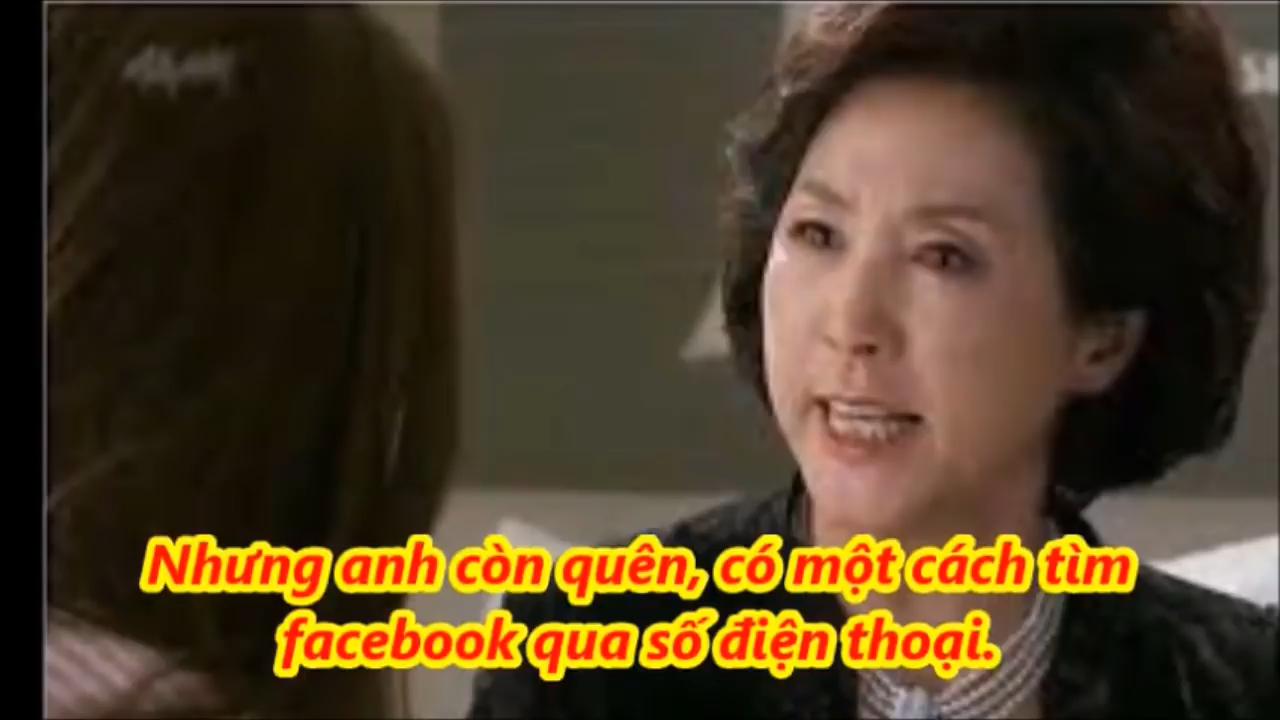 Nhưng anh còn quên, có một cách tìm
facebook qua số điện thoại.